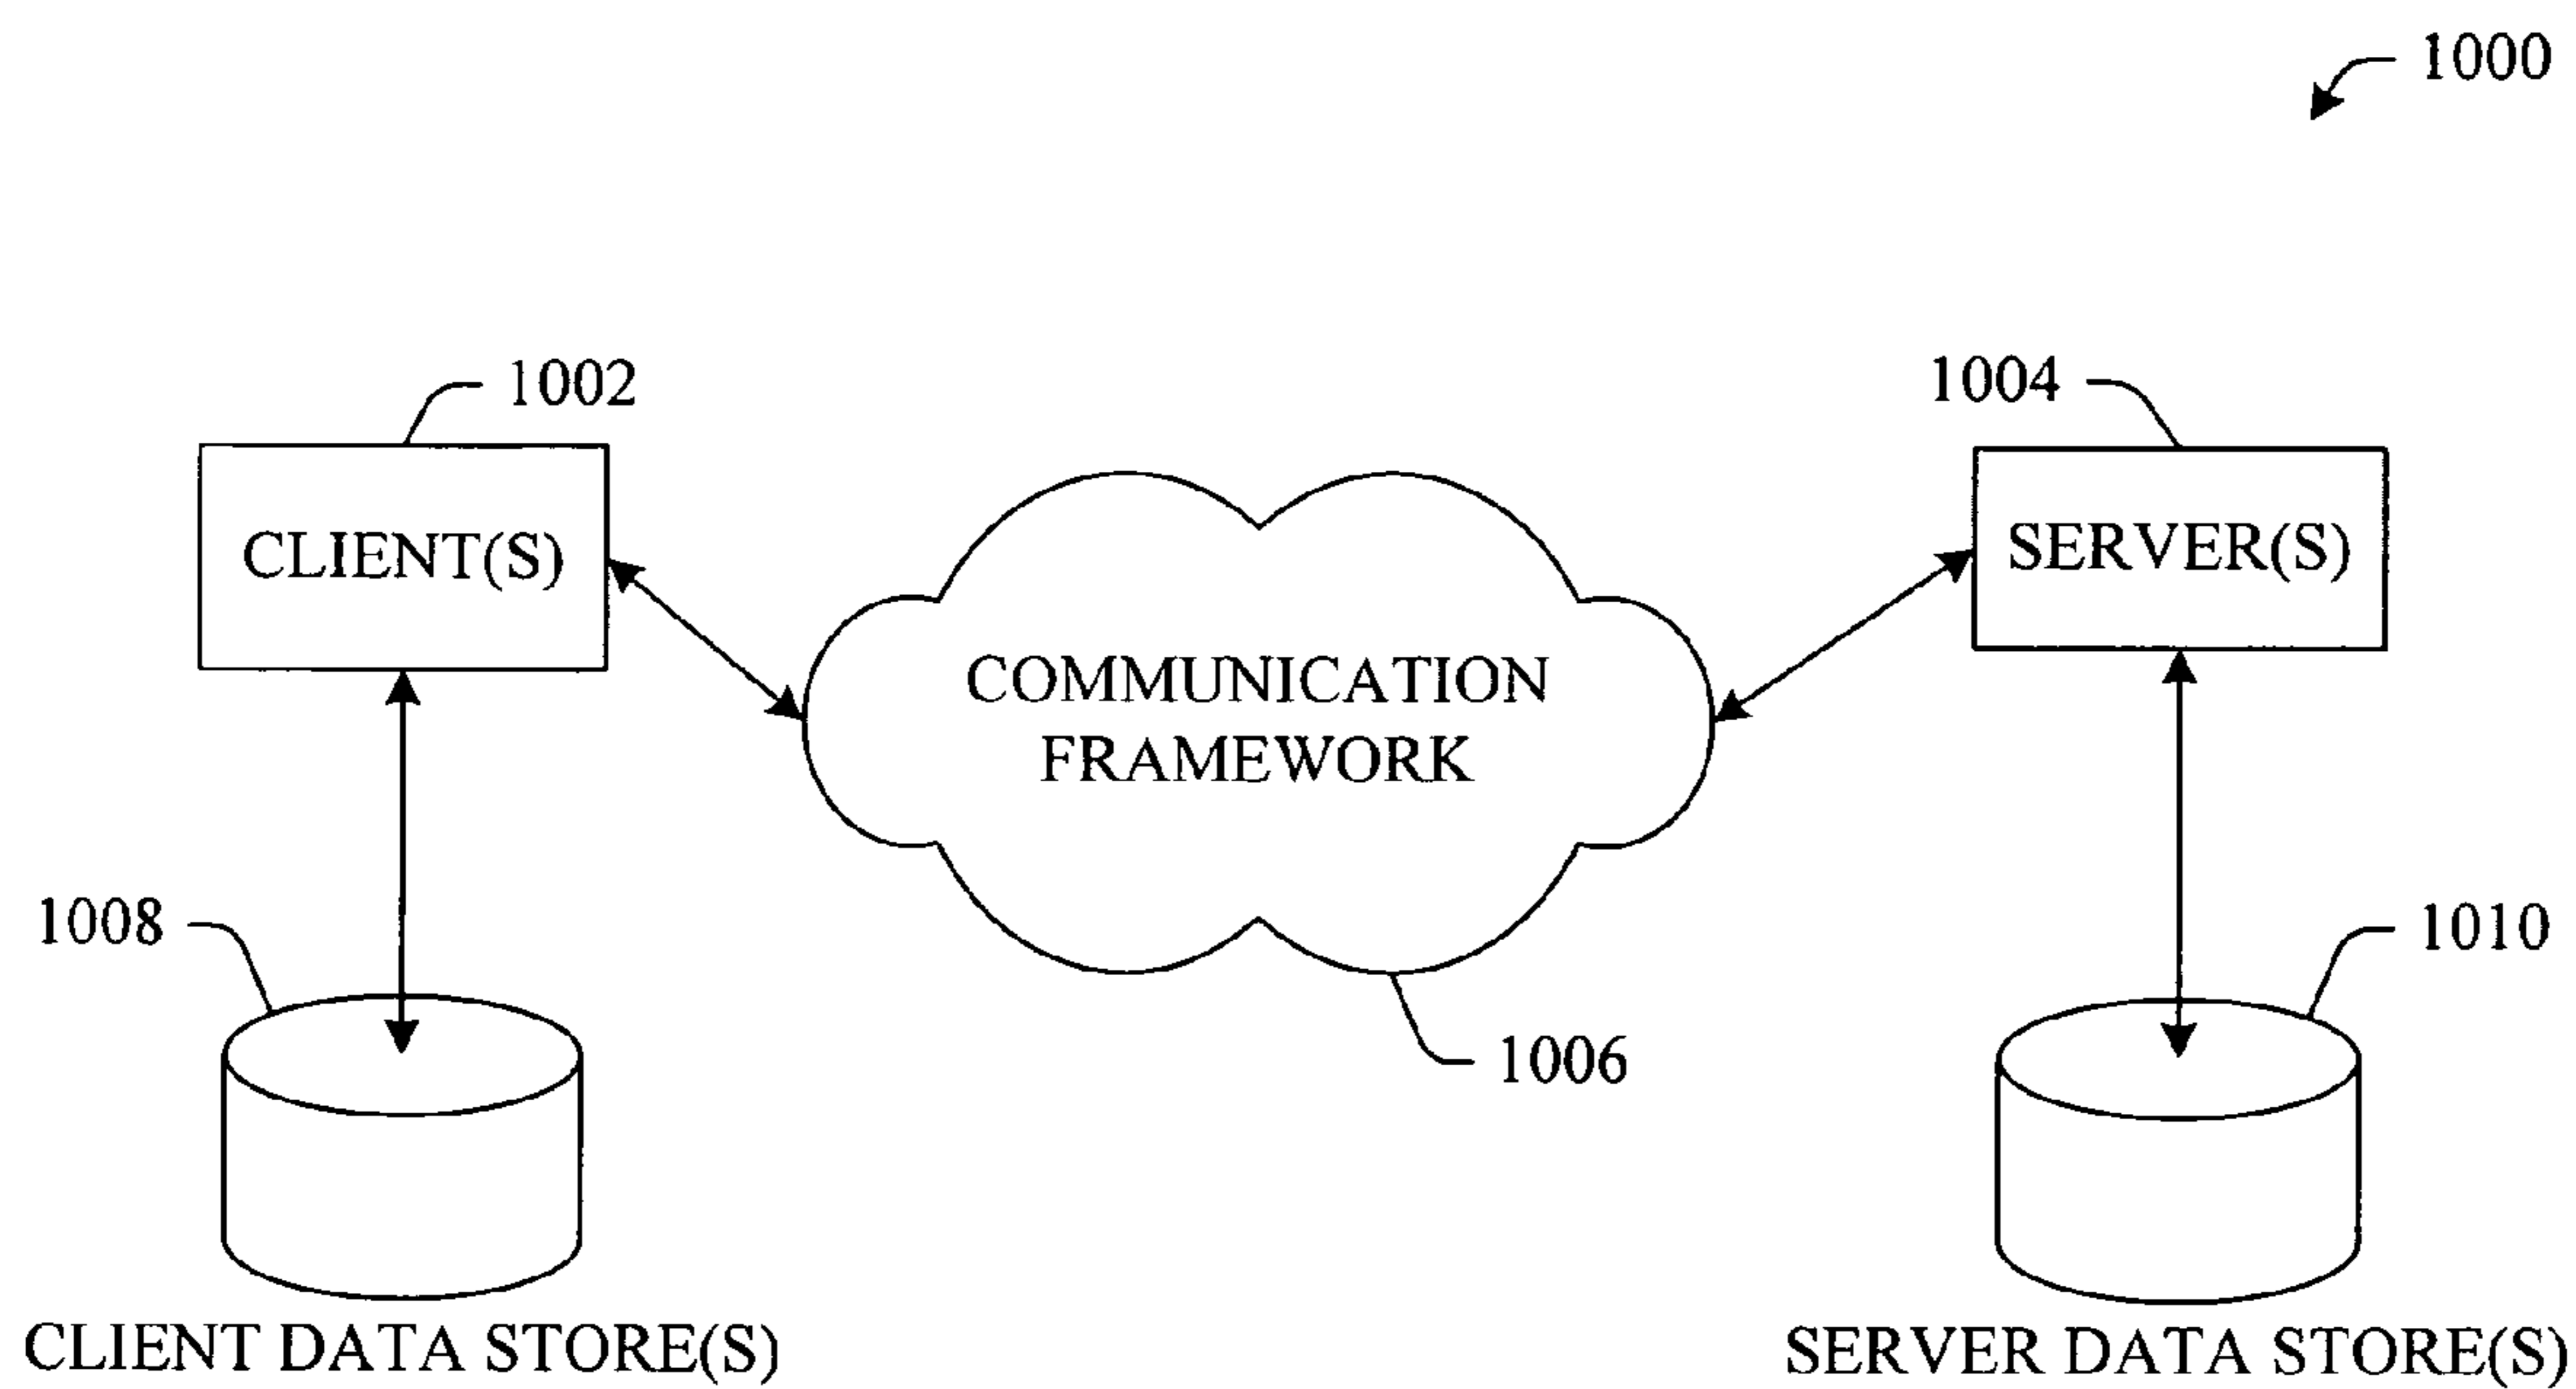 1000
1002
1004
CLIENT(S)
SERVER(S)
COMMUNICATION
FRAMEWORK
1008
1010
1006
CLIENT DATA STORE(S)
SERVER DATA STORE(S)